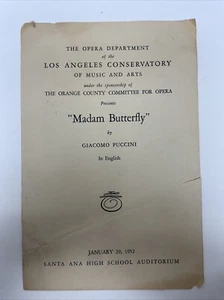 THE OPERA DEPARTMENT
of the
LOS ANGELES CONSERVATORY
OF MUSIC AND ARTS
under the sponsorship of
THE ORANGE COUNTY COMMITTEE FOR OPERA
Presents
"Madam Butterfly"
by
GIACOMO PUCCINI
In English
JANUARY 20, 1952
SANTA ANA HIGH SCHOOL AUDITORIUM